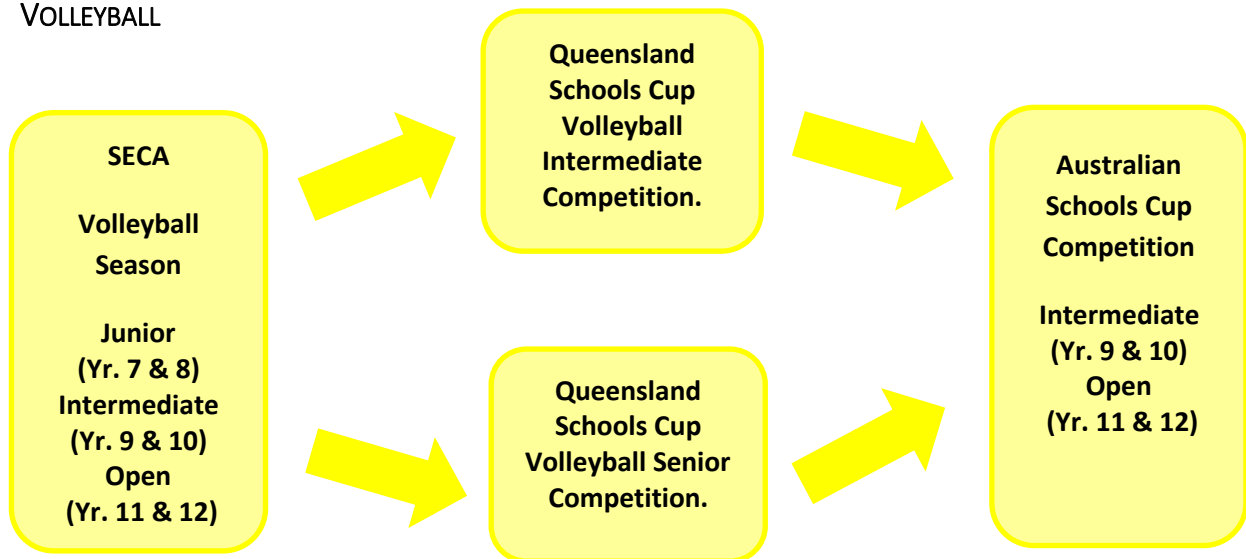 VOLLEYBALL
SECA
Volleyball
Season
Junior
(Yr. 7 & 8)
Intermediate
(Yr. 9 & 10)
Open
(Yr. 11 & 12)
Queensland
Schools Cup
Volleyball
Intermediate
Competition.
Queensland
Schools Cup
Volleyball Senior
Competition.
Australian
Schools Cup
Competition
Intermediate
(Yr. 9 & 10)
Open
(Yr. 11 & 12)